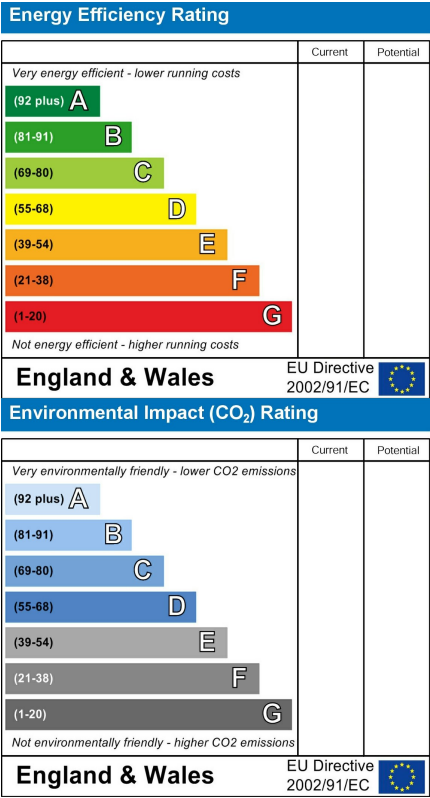 Energy Efficiency Rating
Current Potential
Very energy efficient - lower running costs
(92 plus) A
(81-91) B
(69-80) C
(55-68) D
(39-54) E
(21-38) F
(1-20) G
Not energy efficient - higher running costs
England & Wales
EU Directive
2002/91/EC
Environmental Impact (CO₂) Rating
Current Potential
Very environmentally friendly - lower CO2 emissions
(92 plus) A
(81-91) B
(69-80) C
(55-68) D
(39-54) E
(21-38) F
(1-20) G
Not environmentally friendly - higher CO2 emissions
England & Wales
EU Directive
2002/91/EC